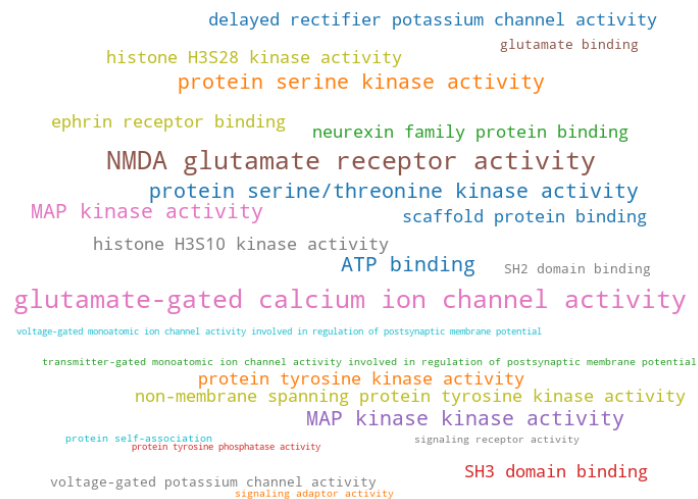 delayed rectifier potassium channel activity
glutamate binding
histone H3S28 kinase activity
protein serine kinase activity
ephrin receptor binding
neurexin family protein binding
NMDA glutamate receptor activity
protein serine/threonine kinase activity
MAP kinase activity
scaffold protein binding
histone H3S10 kinase activity
ATP binding
SH2 domain binding
glutamate-gated calcium ion channel activity
voltage-gated monoatomic ion channel activity involved in regulation of postsynaptic membrane potential
transmitter-gated monoatomic ion channel activity involved in regulation of postsynaptic membrane potential
protein tyrosine kinase activity
non-membrane spanning protein tyrosine kinase activity
MAP kinase kinase activity
protein self-association
signaling receptor activity
protein tyrosine phosphatase activity
SH3 domain binding
voltage-gated potassium channel activity
signaling adaptor activity